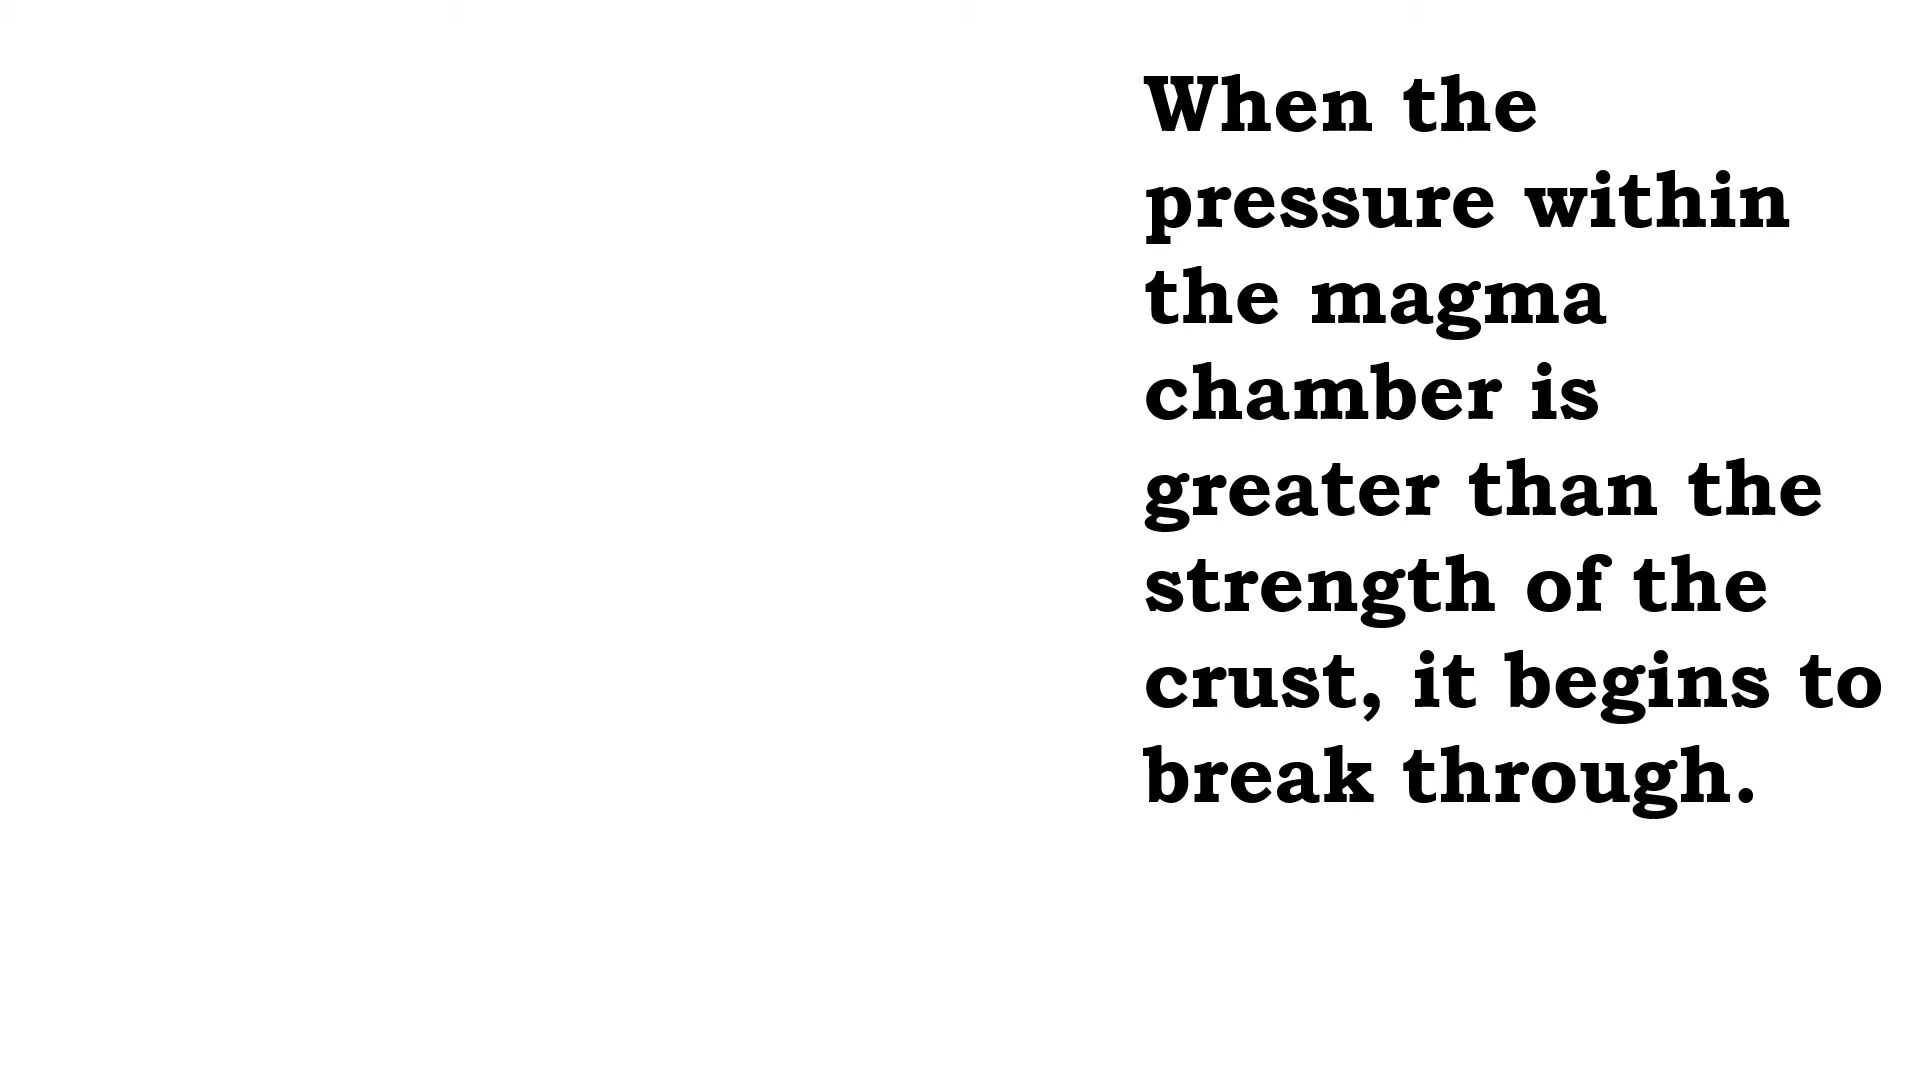 When the
pressure within
the magma
chamber is
greater than the
strength of the
crust, it begins to
break through.